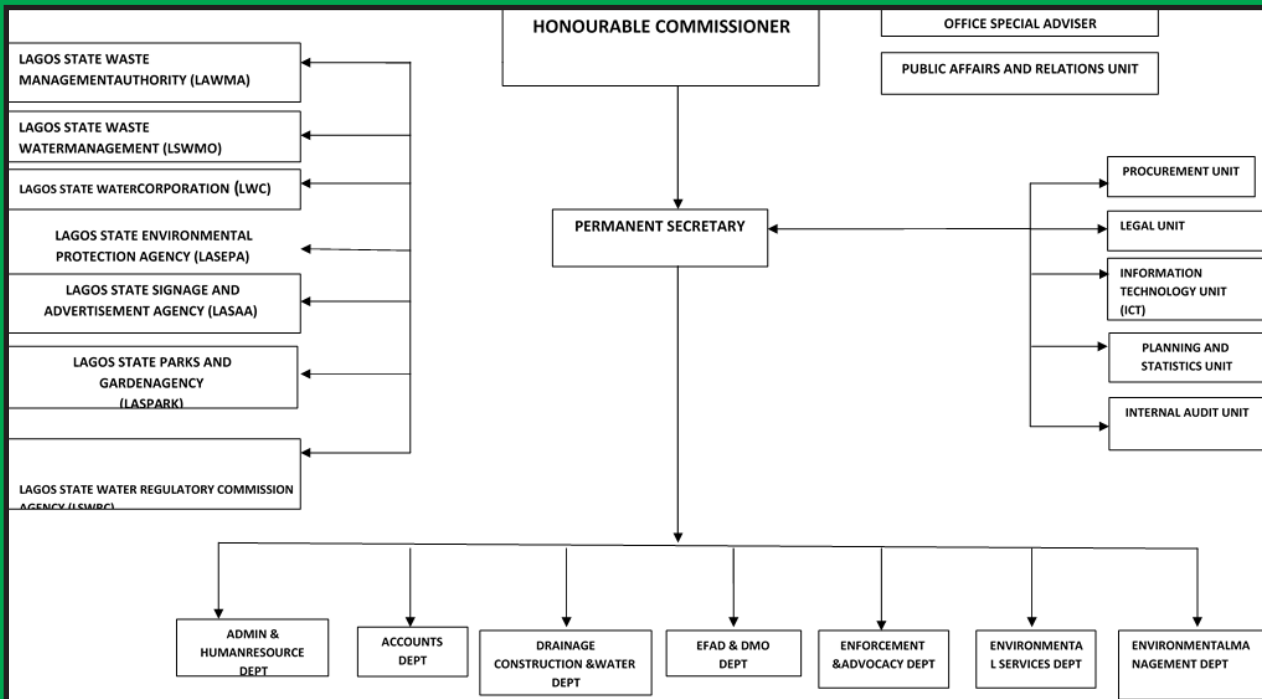 HONOURABLE COMMISSIONER
OFFICE SPECIAL ADVISER
PUBLIC AFFAIRS AND RELATIONS UNIT
LAGOS STATE WASTE
MANAGEMENTAUTHORITY (LAWMA)
LAGOS STATE WASTE
WATERMANAGEMENT (LSWMO)
LAGOS STATE WATERCORPORATION (LWC)
LAGOS STATE ENVIRONMENTAL
PROTECTION AGENCY (LASEPA)
LAGOS STATE SIGNAGE AND
ADVERTISEMENT AGENCY (LASAA)
LAGOS STATE PARKS AND
GARDENAGENCY
(LASPARK)
LAGOS STATE WATER REGULATORY COMMISSION
AGENCY (LSWRC)
PERMANENT SECRETARY
PROCUREMENT UNIT
LEGAL UNIT
INFORMATION
TECHNOLOGY UNIT
(ICT)
PLANNING AND
STATISTICS UNIT
INTERNAL AUDIT UNIT
ADMIN &
HUMANRESOURCE
DEPT
ACCOUNTS
DEPT
DRAINAGE
CONSTRUCTION &WATER
DEPT
EFAD & DMO
DEPT
ENFORCEMENT
&ADVOCACY DEPT
ENVIRONMENTA
L SERVICES DEPT
ENVIRONMENTALMA
NAGEMENT DEPT